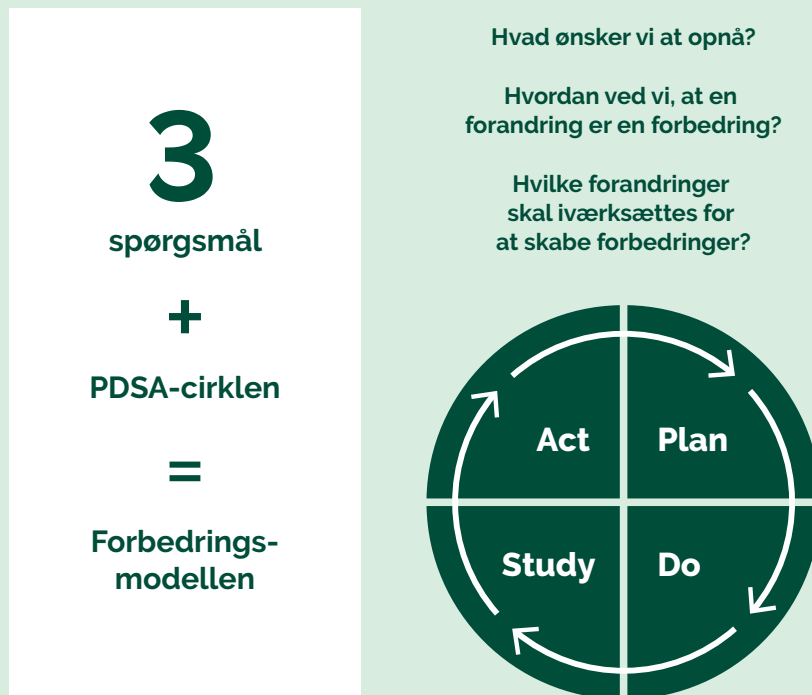 3
spørgsmål
+
PDSA-cirklen
=
Forbedrings-
modellen
Hvad ønsker vi at opnå?
Hvordan ved vi, at en
forandring er en forbedring?
Hvilke forandringer
skal iværksættes for
at skabe forbedringer?
Act Plan
Study Do